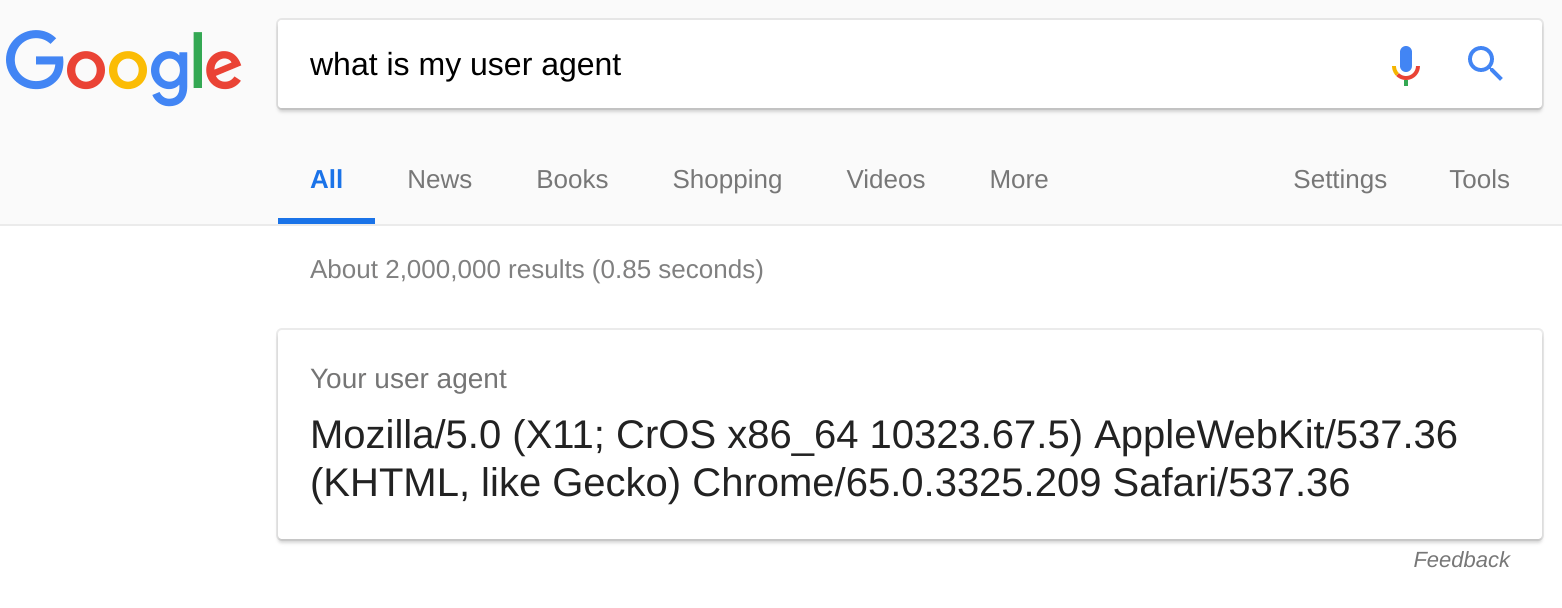 Google
what is my user agent
All News Books Shopping Videos More Settings Tools
About 2,000,000 results (0.85 seconds)
Your user agent
Mozilla/5.0 (X11; CrOS x86_64 10323.67.5) AppleWebKit/537.36
(KHTML, like Gecko) Chrome/65.0.3325.209 Safari/537.36
Feedback